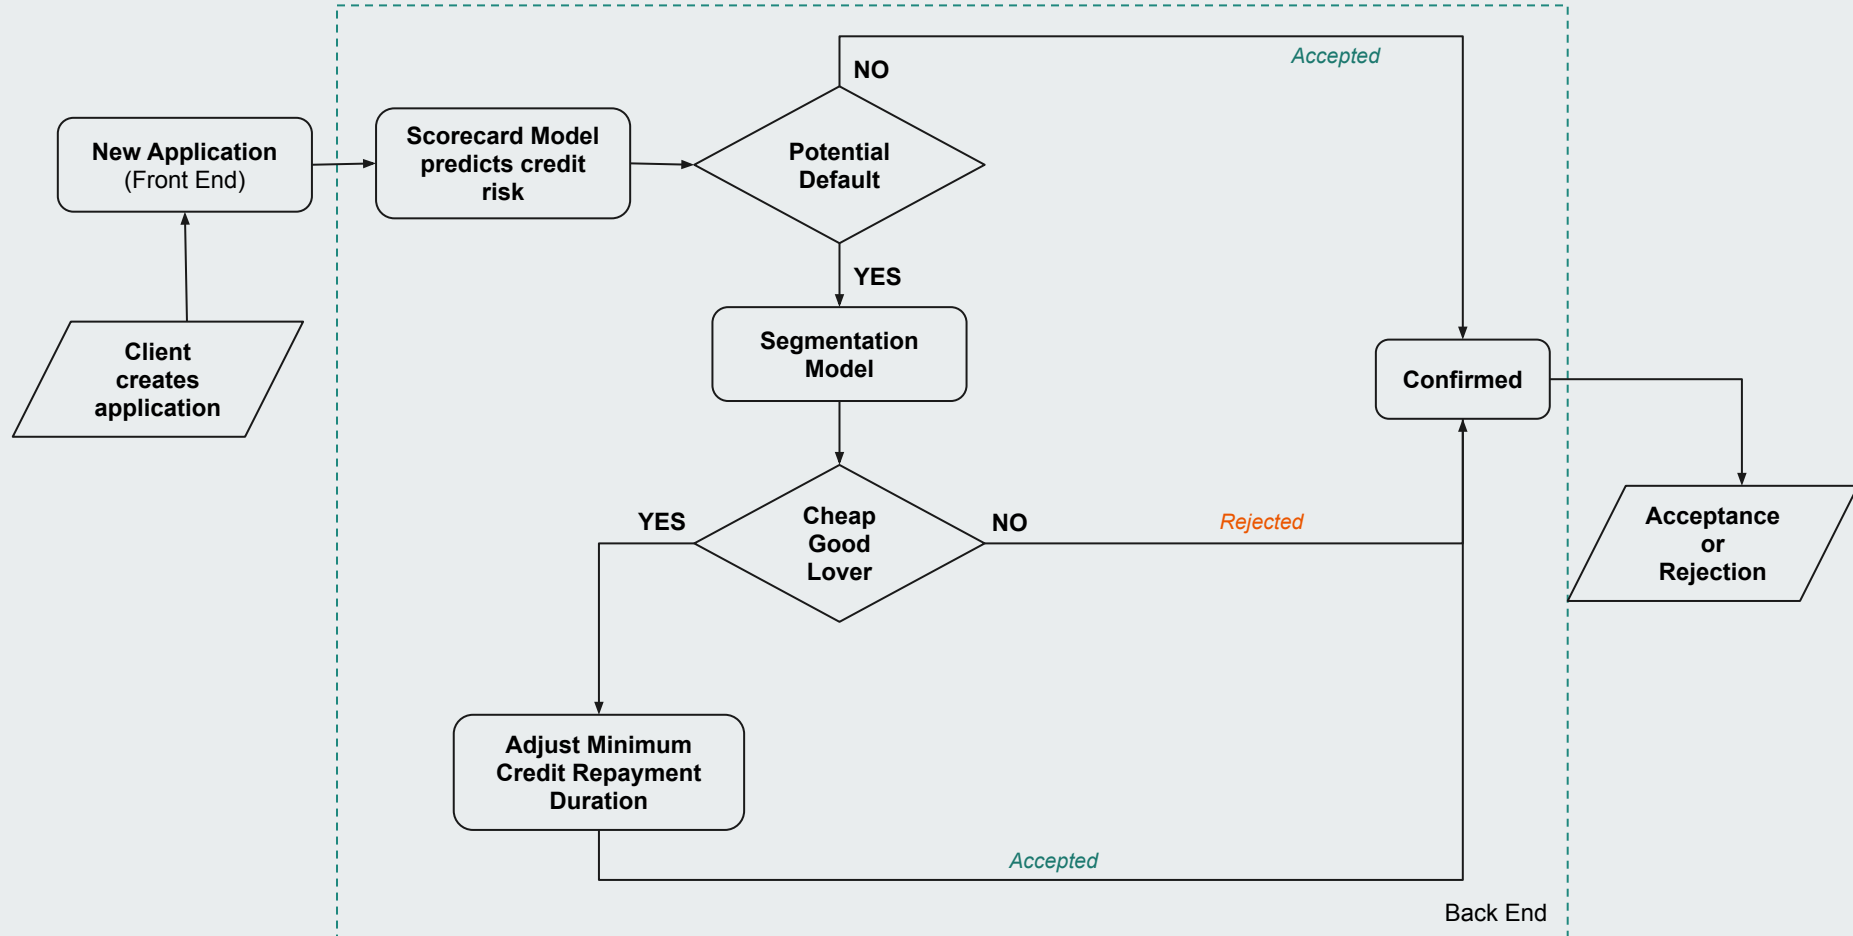 NO
Accepted
New Application
(Front End)
Scorecard Model
predicts credit
risk
Potential
Default
YES
Client
creates
application
Segmentation
Model
Confirmed
YES
Cheap
Good
Lover
NO
Rejected
Acceptance
or
Rejection
Adjust Minimum
Credit Repayment
Duration
Accepted
Back End